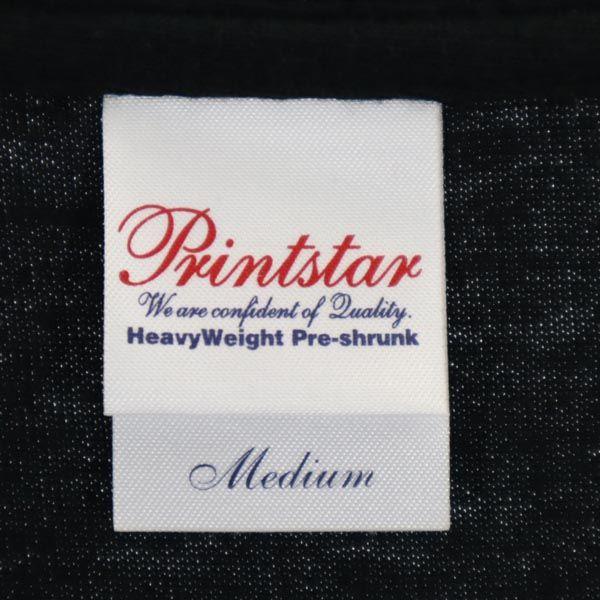 Printstar
We are confident of Quality.
HeavyWeight Pre-shrunk
Medium